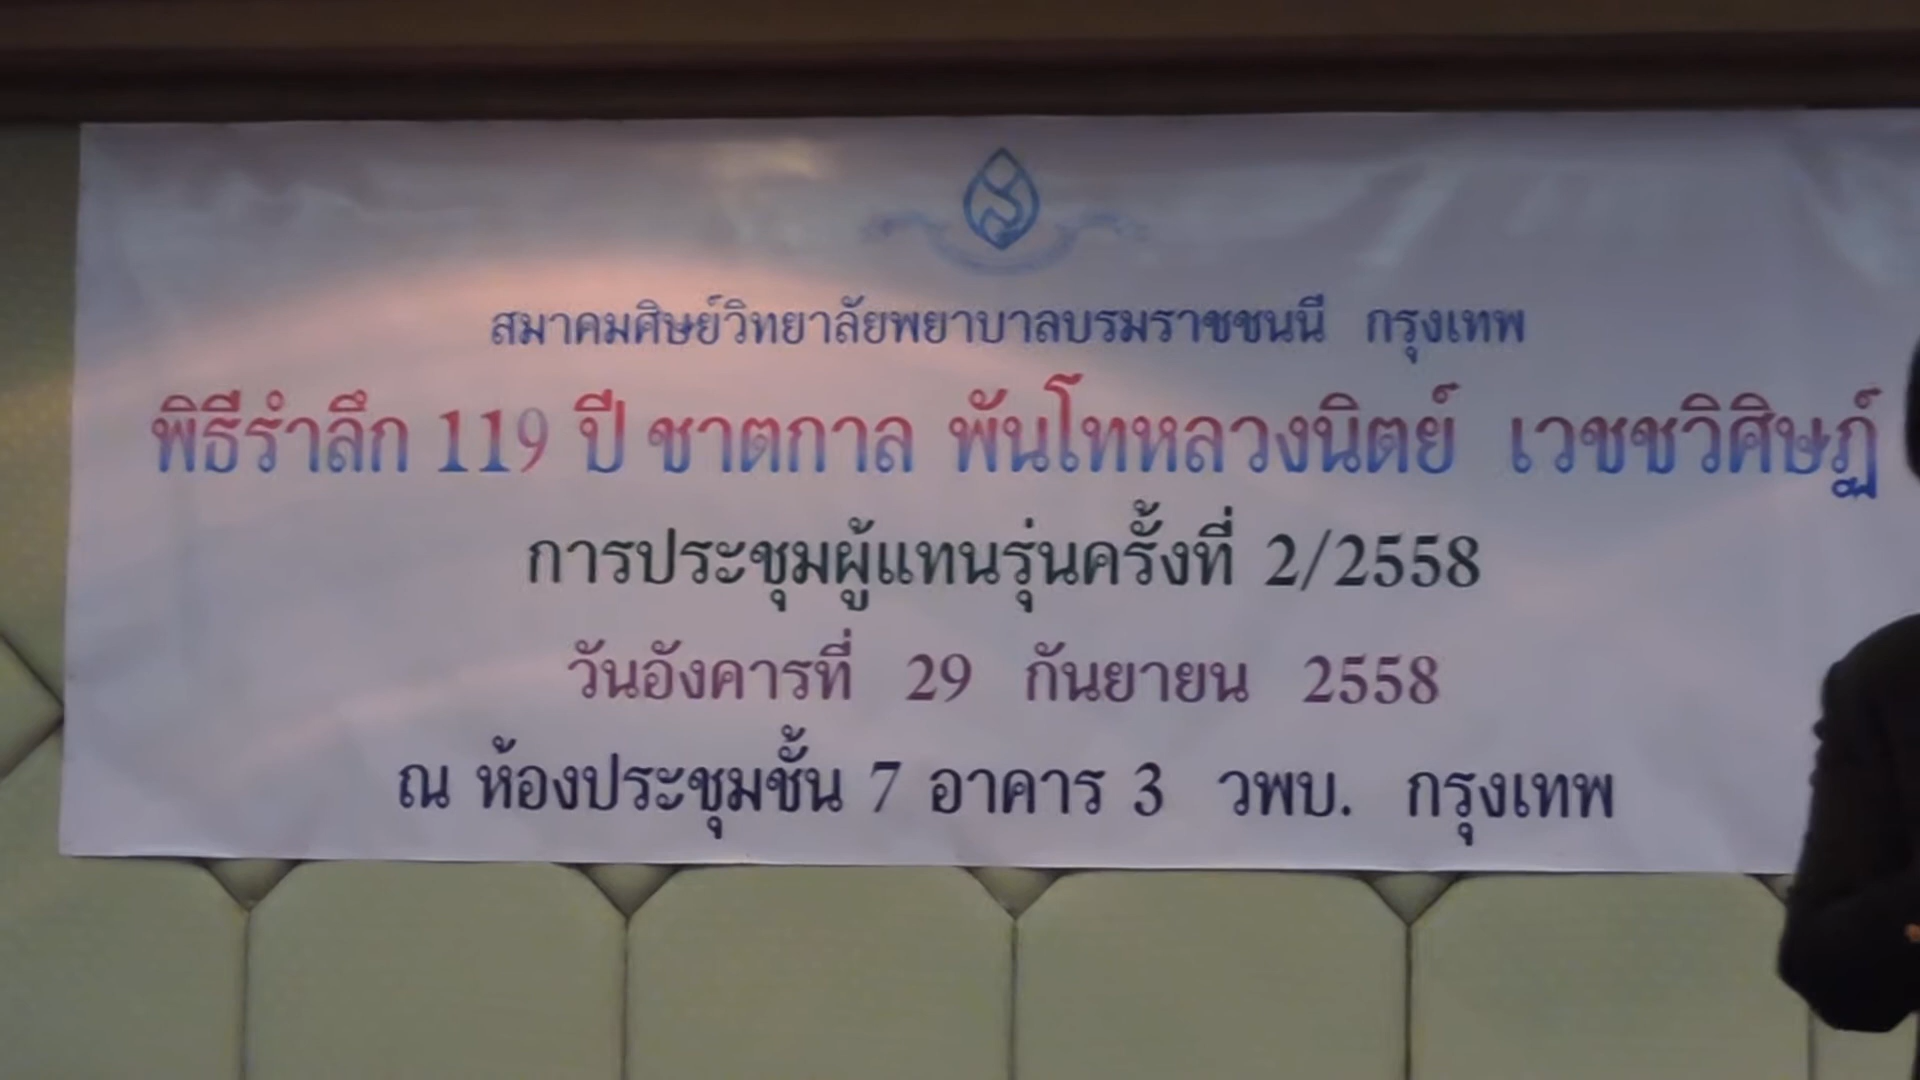 สมาคมศิษย์วิทยาลัยพยาบาลบรมราชชนนี กรุงเทพ
พิธีรำลึก 119 ปี ชาตกาล พันโทหลวงนิตย์ เวชชวิศิษฏ์
การประชุมผู้แทนรุ่นครั้งที่ 2/2558
วันอังคารที่ 29 กันยายน 2558
ณ ห้องประชุมชั้น 7 อาคาร 3 วพบ. กรุงเทพ